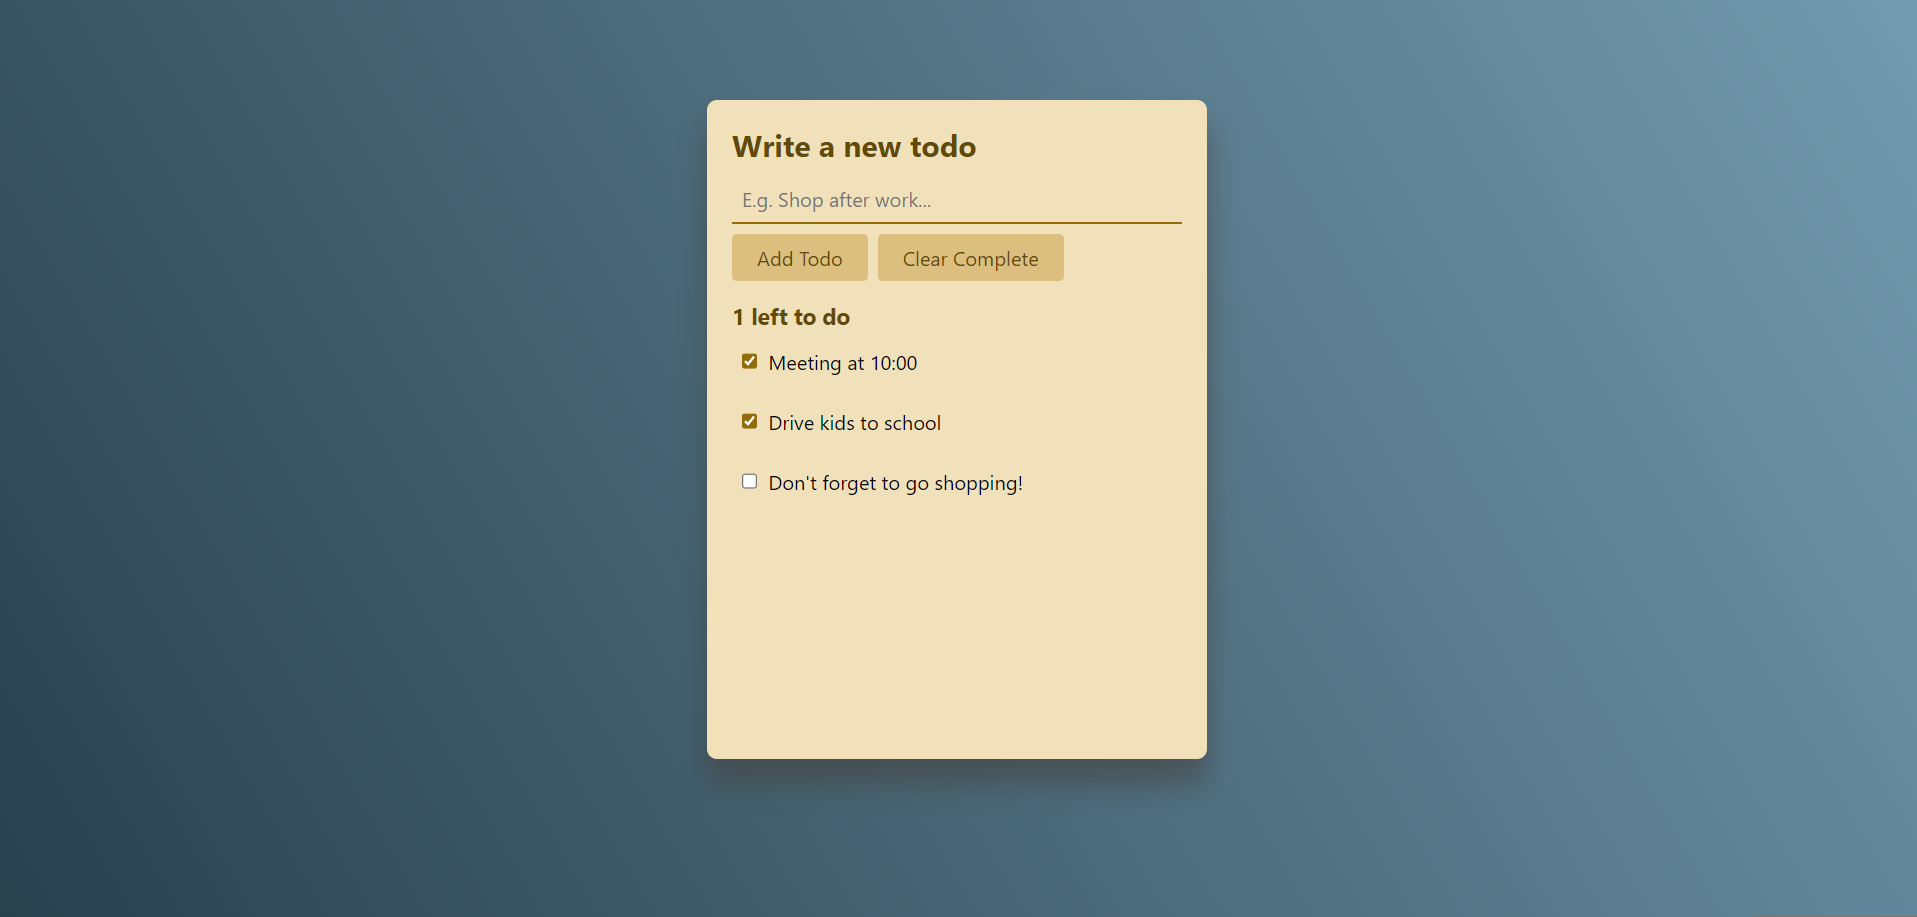 Write a new todo
E.g. Shop after work...
Add Todo Clear Complete
1 left to do
Meeting at 10:00
Drive kids to school
Don't forget to go shopping!